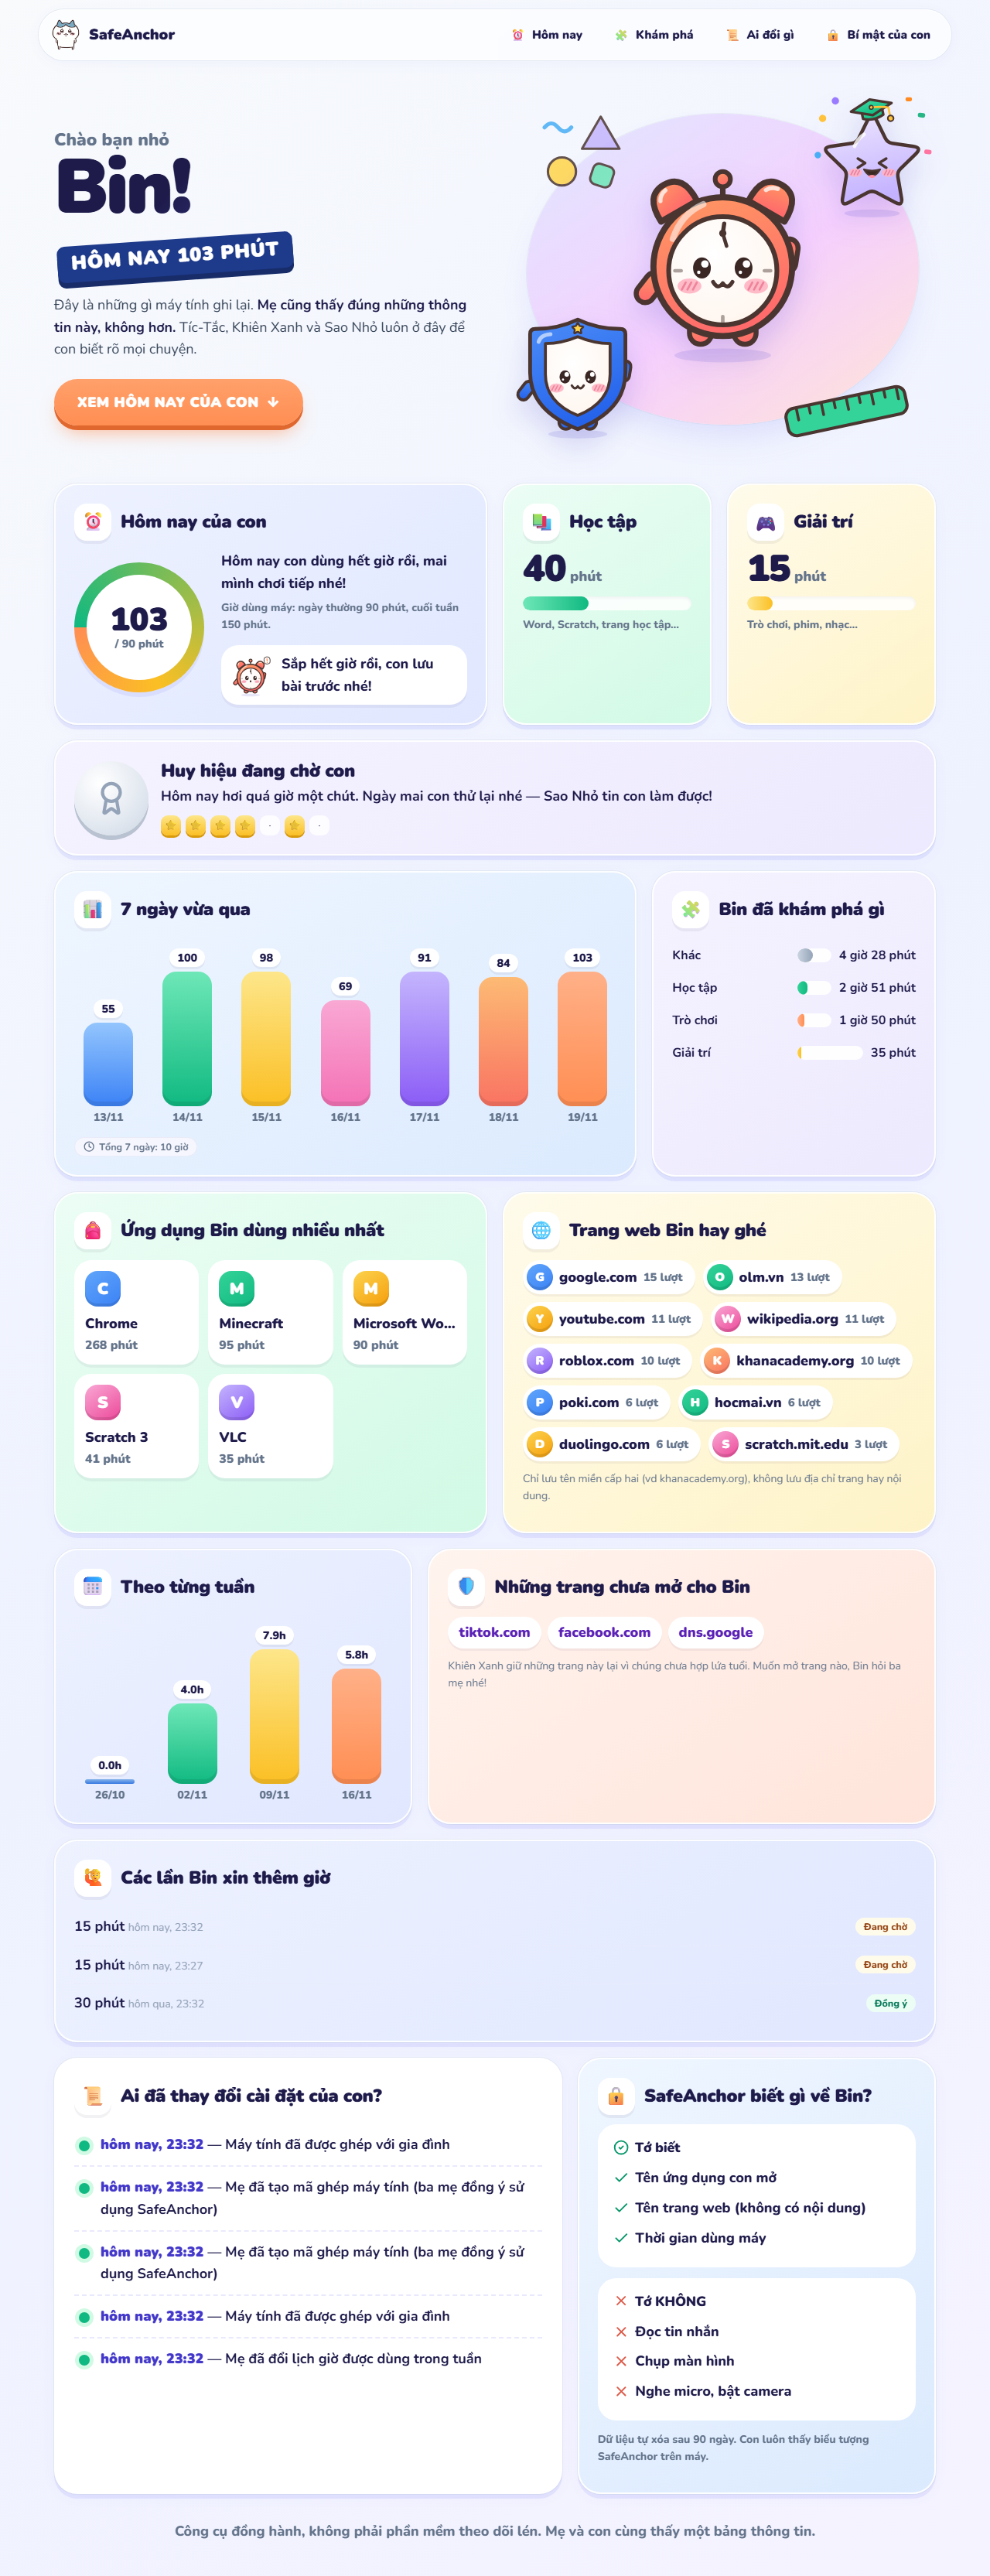 SafeAnchor
Hôm nay
Khám phá
Ai đổi gì
Bí mật của con
Chào bạn nhỏ
Bin!
HÔM NAY 103 PHÚT
Đây là những gì máy tính ghi lại. Mẹ cũng thấy đúng những thông
tin này, không hơn. Tíc-Tắc, Khiên Xanh và Sao Nhỏ luôn ở đây để
con biết rõ mọi chuyện.
XEM HÔM NAY CỦA CON ↓
Hôm nay của con
103
/ 90 phút
Hôm nay con dùng hết giờ rồi, mai
mình chơi tiếp nhé!
Giờ dùng máy: ngày thường 90 phút, cuối tuần
150 phút.
Sắp hết giờ rồi, con lưu
bài trước nhé!
Học tập
40 phút
Word, Scratch, trang học tập...
Giải trí
15 phút
Trò chơi, phim, nhạc...
Huy hiệu đang chờ con
Hôm nay hơi quá giờ một chút. Ngày mai con thử lại nhé — Sao Nhỏ tin con làm được!
7 ngày vừa qua
55
100
98
69
91
84
103
13/11
14/11
15/11
16/11
17/11
18/11
19/11
Tổng 7 ngày: 10 giờ
Bin đã khám phá gì
Khác 4 giờ 28 phút
Học tập 2 giờ 51 phút
Trò chơi 1 giờ 50 phút
Giải trí 35 phút
Ứng dụng Bin dùng nhiều nhất
C
Chrome
268 phút
M
Minecraft
95 phút
M
Microsoft Wo...
90 phút
S
Scratch 3
41 phút
V
VLC
35 phút
Trang web Bin hay ghé
G google.com 15 lượt
O olm.vn 13 lượt
Y youtube.com 11 lượt
W wikipedia.org 11 lượt
R roblox.com 10 lượt
K khanacademy.org 10 lượt
P poki.com 6 lượt
H hocmai.vn 6 lượt
D duolingo.com 6 lượt
S scratch.mit.edu 3 lượt
Chỉ lưu tên miền cấp hai (vd khanacademy.org), không lưu địa chỉ trang hay nội
dung.
Theo từng tuần
0.0h
4.0h
7.9h
5.8h
26/10
02/11
09/11
16/11
Những trang chưa mở cho Bin
tiktok.com
facebook.com
dns.google
Khiên Xanh giữ những trang này lại vì chúng chưa hợp lứa tuổi. Muốn mở trang nào, Bin hỏi ba
mẹ nhé!
Các lần Bin xin thêm giờ
15 phút hôm nay, 23:32 Đang chờ
15 phút hôm nay, 23:27 Đang chờ
30 phút hôm qua, 23:32 Đồng ý
Ai đã thay đổi cài đặt của con?
hôm nay, 23:32 — Máy tính đã được ghép với gia đình
hôm nay, 23:32 — Mẹ đã tạo mã ghép máy tính (ba mẹ đồng ý sử
dụng SafeAnchor)
hôm nay, 23:32 — Mẹ đã tạo mã ghép máy tính (ba mẹ đồng ý sử
dụng SafeAnchor)
hôm nay, 23:32 — Máy tính đã được ghép với gia đình
hôm nay, 23:32 — Mẹ đã đổi lịch giờ được dùng trong tuần
SafeAnchor biết gì về Bin?
Tớ biết
Tên ứng dụng con mở
Tên trang web (không có nội dung)
Thời gian dùng máy
Tớ KHÔNG
Đọc tin nhắn
Chụp màn hình
Nghe micro, bật camera
Dữ liệu tự xóa sau 90 ngày. Con luôn thấy biểu tượng
SafeAnchor trên máy.
Công cụ đồng hành, không phải phần mềm theo dõi lén. Mẹ và con cùng thấy một bảng thông tin.